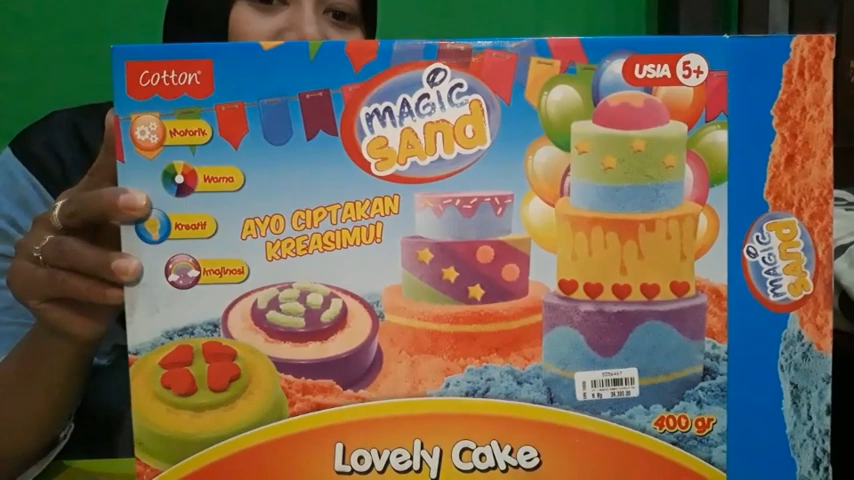 Cotton
MAGIC
SAND
USIA 5+
Motorik
Warna
Kreatif
Imajinasi
AYO CIPTAKAN
KREASIMU!
MAGIC
SAND
400 gr
Lovely Cake